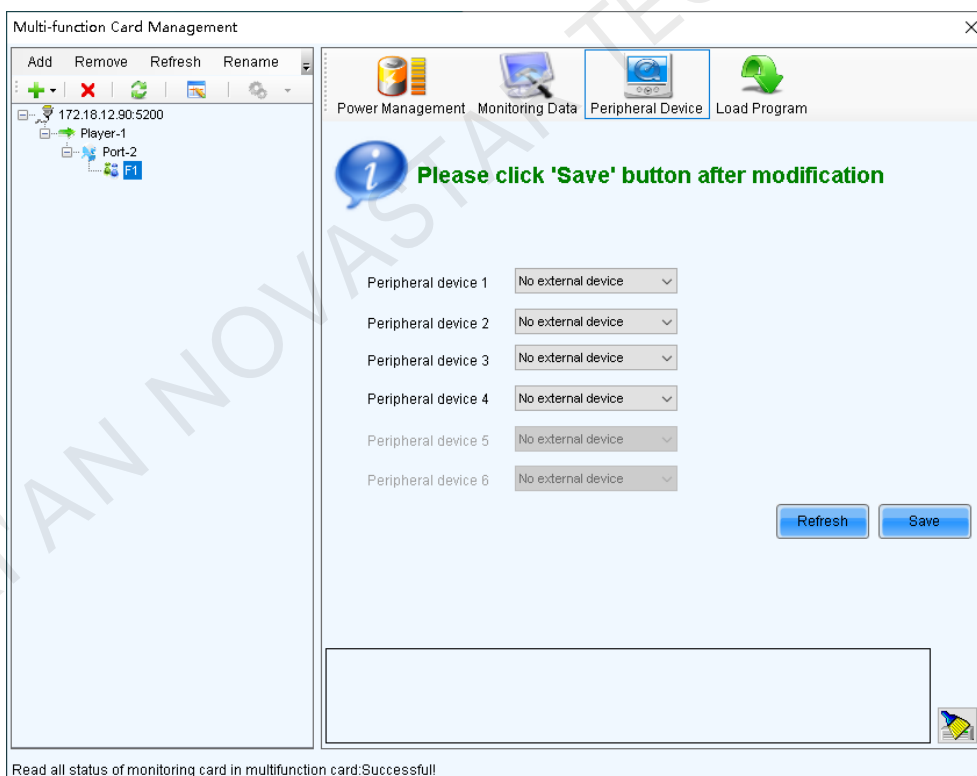 Multi-function Card Management
Add Remove Refresh Rename
172.18.12.90:5200
Player-1
Port-2
F1
Power Management Monitoring Data Peripheral Device Load Program
Please click 'Save' button after modification
Peripheral device 1 No external device
Peripheral device 2 No external device
Peripheral device 3 No external device
Peripheral device 4 No external device
Peripheral device 5 No external device
Peripheral device 6 No external device
Refresh Save
Read all status of monitoring card in multifunction card:Successful!
NOVASTAR